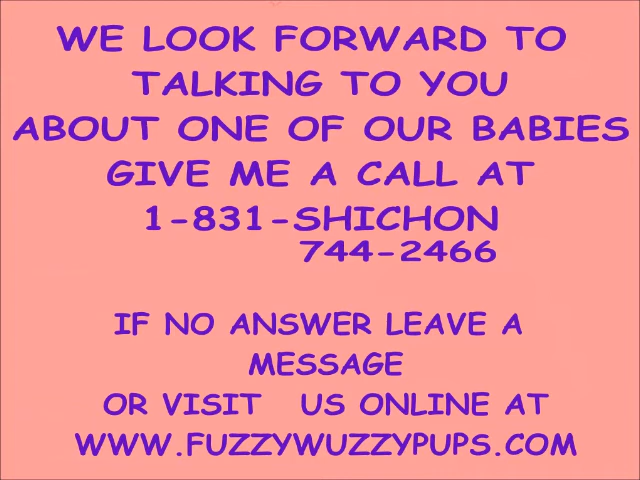 WE LOOK FORWARD TO
TALKING TO YOU
ABOUT ONE OF OUR BABIES
GIVE ME A CALL AT
1-831-SHICHON
744-2466
IF NO ANSWER LEAVE A
MESSAGE
OR VISIT US ONLINE AT
WWW.FUZZYWUZZYPUPS.COM